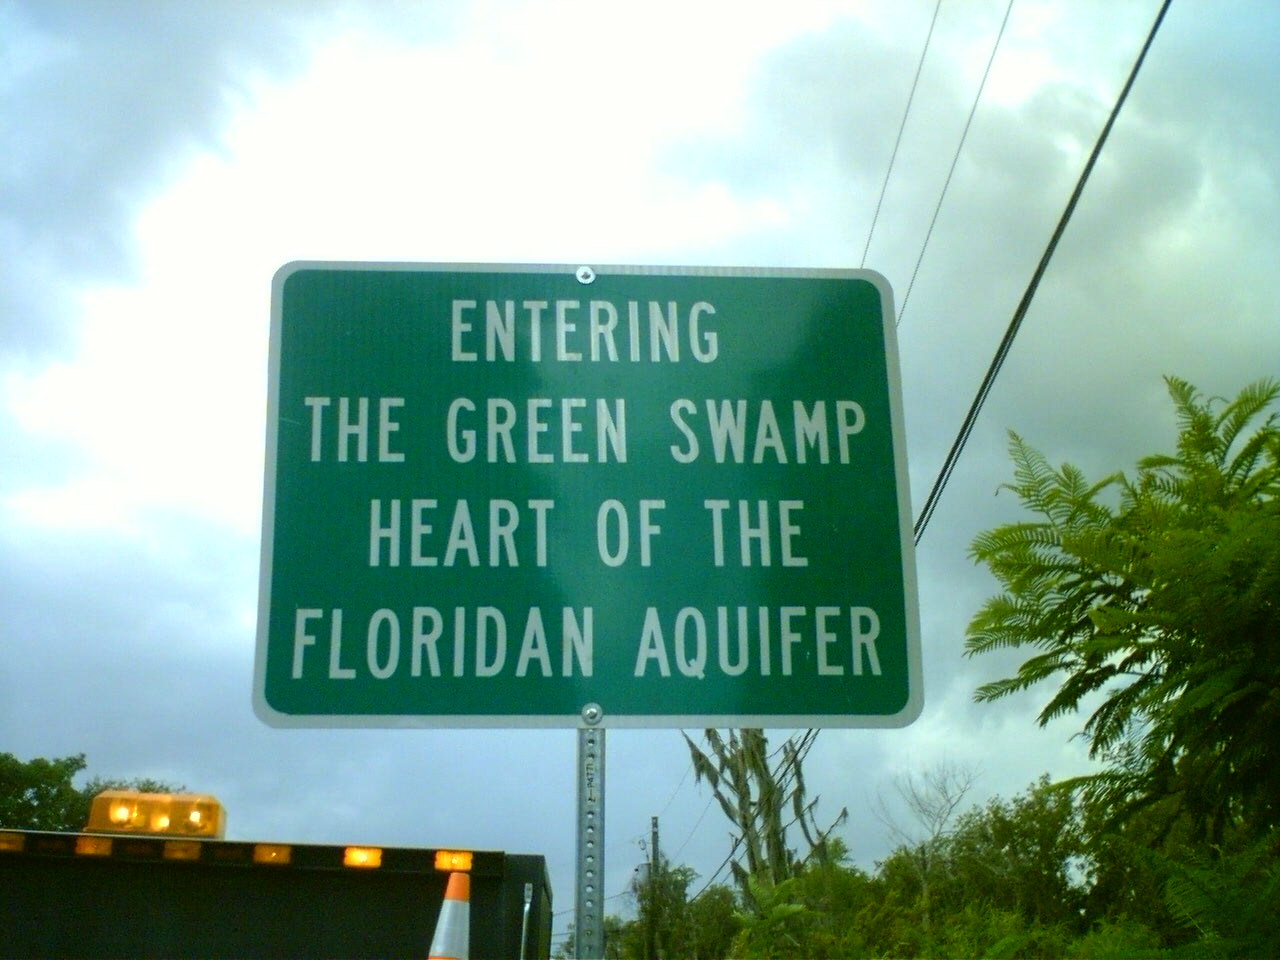 ENTERING
THE GREEN SWAMP
HEART OF THE
FLORIDAN AQUIFER